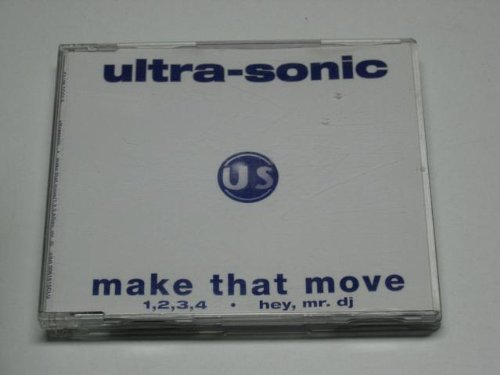 ultra-sonic
US
make that move
1,2,3,4 • hey, mr. dj